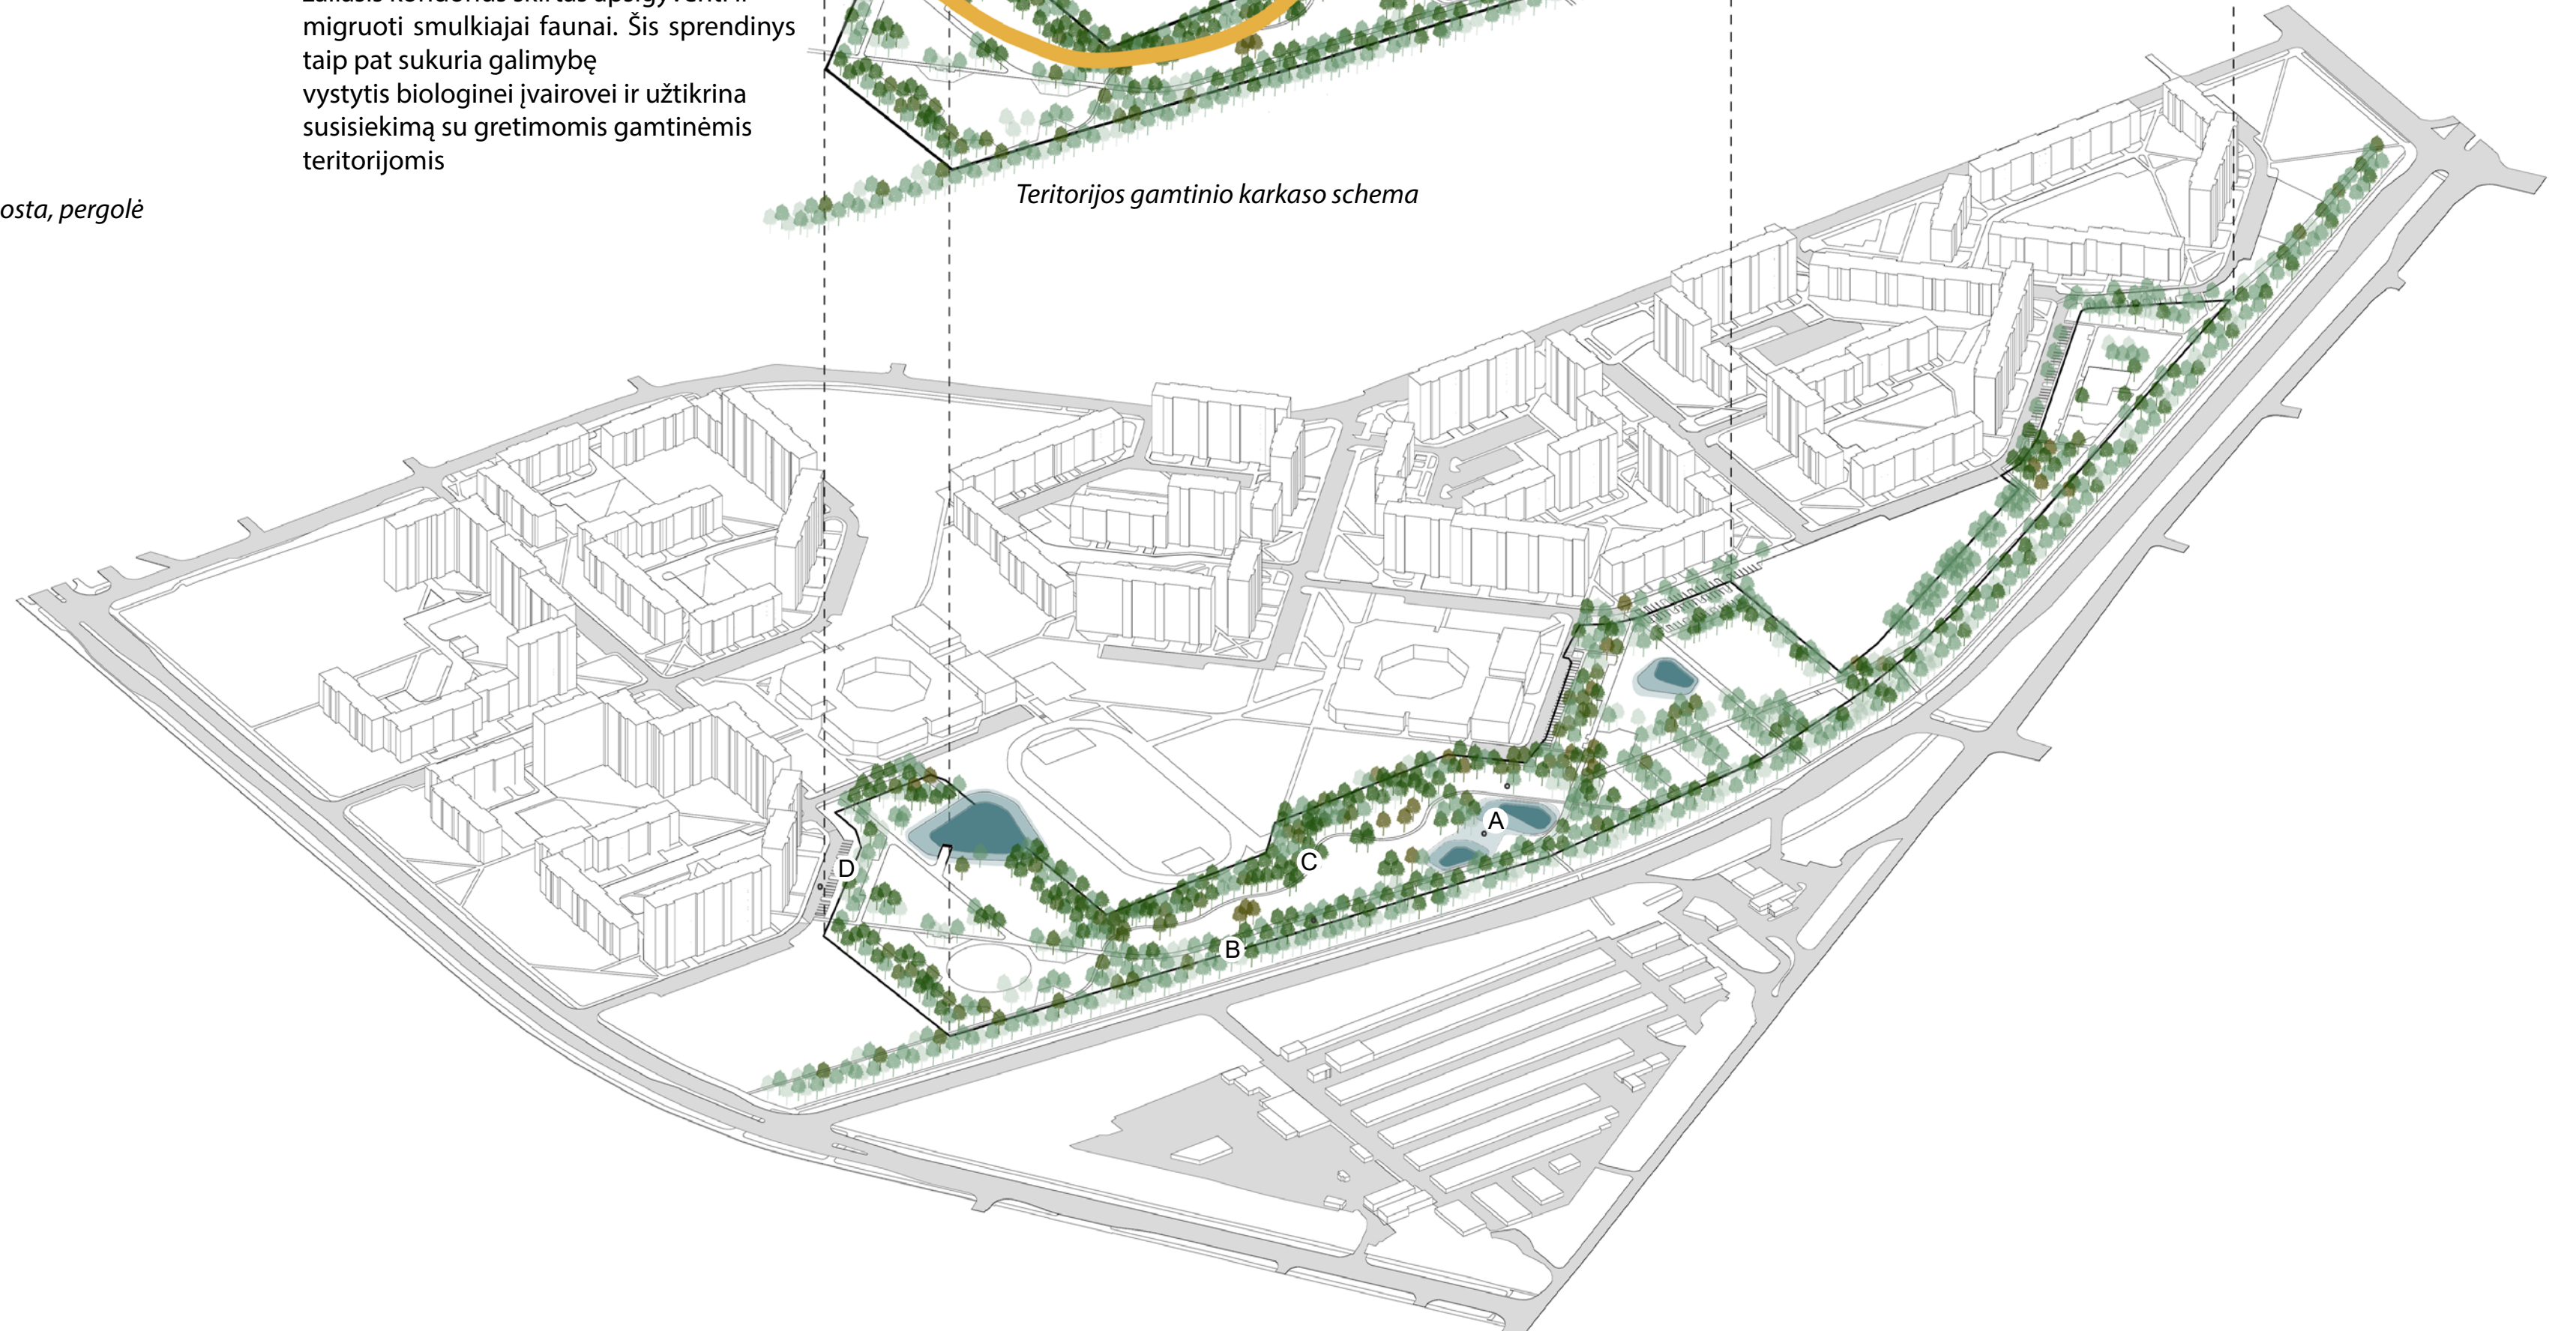 migruoti smulkiajai faunai. Šis sprendinys
taip pat sukuria galimybę
vystytis biologinei įvairovei ir užtikrina
susisiekimą su gretimomis gamtinėmis
teritorijomis
osta, pergolė
Teritorijos gamtinio karkaso schema
A
C
D
B